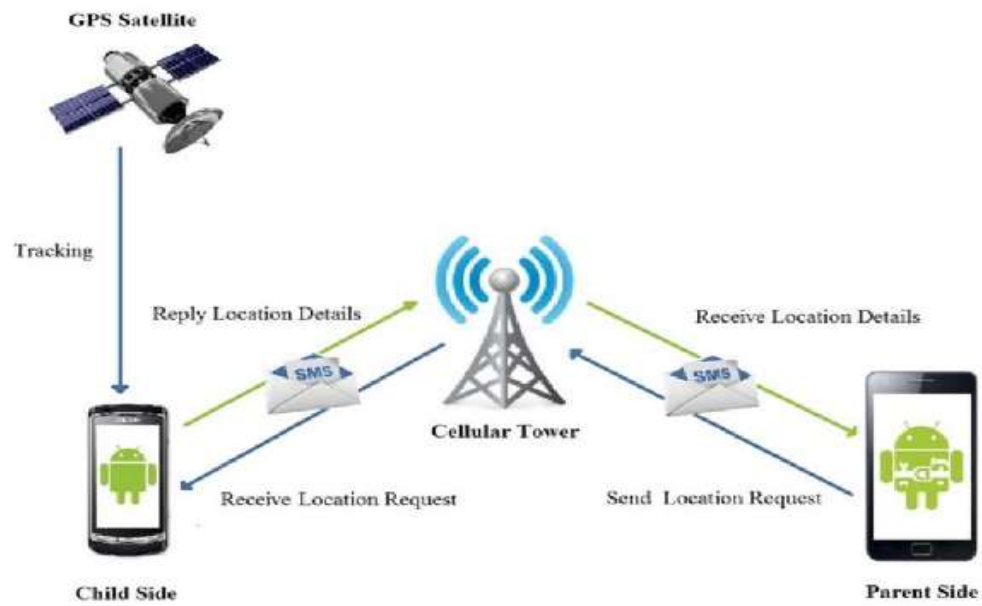 GPS Satellite
Tracking
Reply Location Details
Receive Location Details
SMS
SMS
Cellular Tower
Receive Location Request
Send Location Request
Child Side
Parent Side